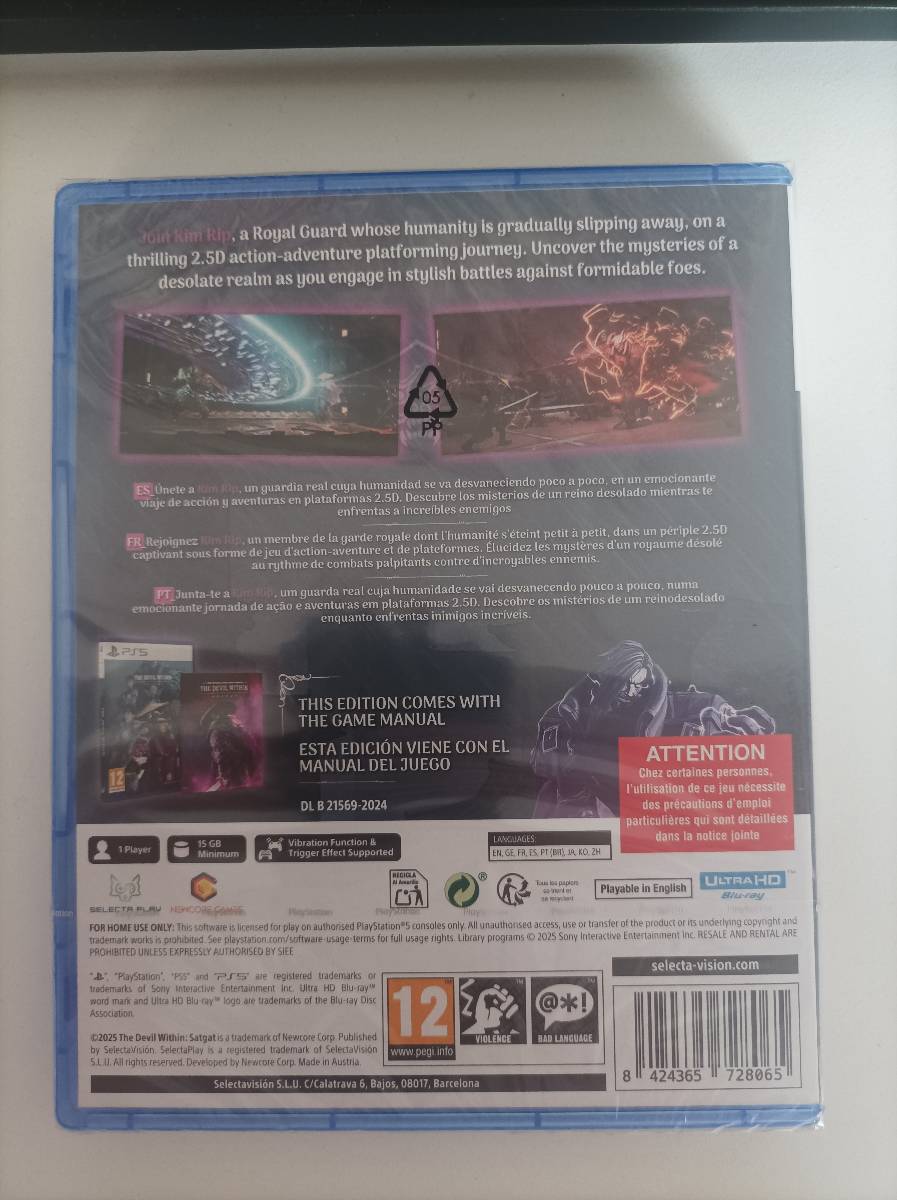 Join Kim Rip, a Royal Guard whose humanity is gradually slipping away, on a
thrilling 2.5D action-adventure platforming journey. Uncover the mysteries of a
desolate realm as you engage in stylish battles against formidable foes.
05
PP
ES Únete a Kim Rip, un guardia real cuya humanidad se va desvaneciendo poco a poco, en un emocionante
viaje de acción y aventuras en plataformas 2.5D. Descubre los misterios de un reino desolado mientras te
enfrentas a increíbles enemigos
FR Rejoignez Kim Rip, un membre de la garde royale dont l'humanité s'éteint petit à petit, dans un périple 2.5D
captivant sous forme de jeu d'action-aventure et de plateformes. Élucidez les mystères d'un royaume désolé
au rythme de combats palpitants contre d'incroyables ennemis.
PT Junta-te a Kim Rip, um guarda real cuja humanidade se vai desvanecendo pouco a pouco, numa
emocionante jornada de ação e aventuras em plataformas 2.5D. Descobre os mistérios de um reinodesolado
enquanto enfrentas inimigos incríveis.
PS5
THE DEVIL WITHIN
THE DEVIL WITHIN
12
THIS EDITION COMES WITH
THE GAME MANUAL
ESTA EDICIÓN VIENE CON EL
MANUAL DEL JUEGO
DL B 21569-2024
ATTENTION
Chez certaines personnes,
l'utilisation de ce jeu nécessite
des précautions d'emploi
particulières qui sont détaillées
dans la notice jointe
1 Player
15 GB
Minimum
Vibration Function &
Trigger Effect Supported
LANGUAGES:
EN, GE, FR, ES, PT (BR), JA, KO, ZH
SELECTA PLAY
NEWCORE GAMES
RECICLA
Al Amarillo
®
Tous les papiers
se trient et
se recyclent
Playable in English
ULTRA HD
Blu-ray™
FOR HOME USE ONLY: This software is licensed for play on authorised PlayStation®5 consoles only. All unauthorised access, use or transfer of the product or its underlying copyright and
trademark works is prohibited. See playstation.com/software-usage-terms for full usage rights. Library programs © 2025 Sony Interactive Entertainment Inc. RESALE AND RENTAL ARE
PROHIBITED UNLESS EXPRESSLY AUTHORISED BY SIEE
" ", "PlayStation", "PS5" and "PS5" are registered trademarks or
trademarks of Sony Interactive Entertainment Inc. Ultra HD Blu-ray™
word mark and Ultra HD Blu-ray™ logo are trademarks of the Blu-ray Disc
Association.
©2025 The Devil Within: Satgat is a trademark of Newcore Corp. Published
by SelectaVisión. SelectaPlay is a registered trademark of SelectaVisión
S.L.U. All rights reserved. Developed by Newcore Corp. Made in Austria.
Selectavisión S.L.U. C/Calatrava 6, Bajos, 08017, Barcelona
12
www.pegi.info
VIOLENCE
@*!
BAD LANGUAGE
selecta-vision.com
8 424365 728065